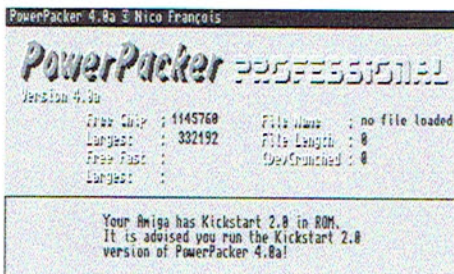 PowerPacker 4.0a © Nico François
PowerPacker PROFESSIONAL
Version 4.0a
Free Chip : 1145760
Largest : 332192
Free Fast :
Largest :
File Name : no file loaded
File Length : 0
(De)Crunched : 0
Your Amiga has Kickstart 2.0 in ROM.
It is advised you run the Kickstart 2.0
version of PowerPacker 4.0a!